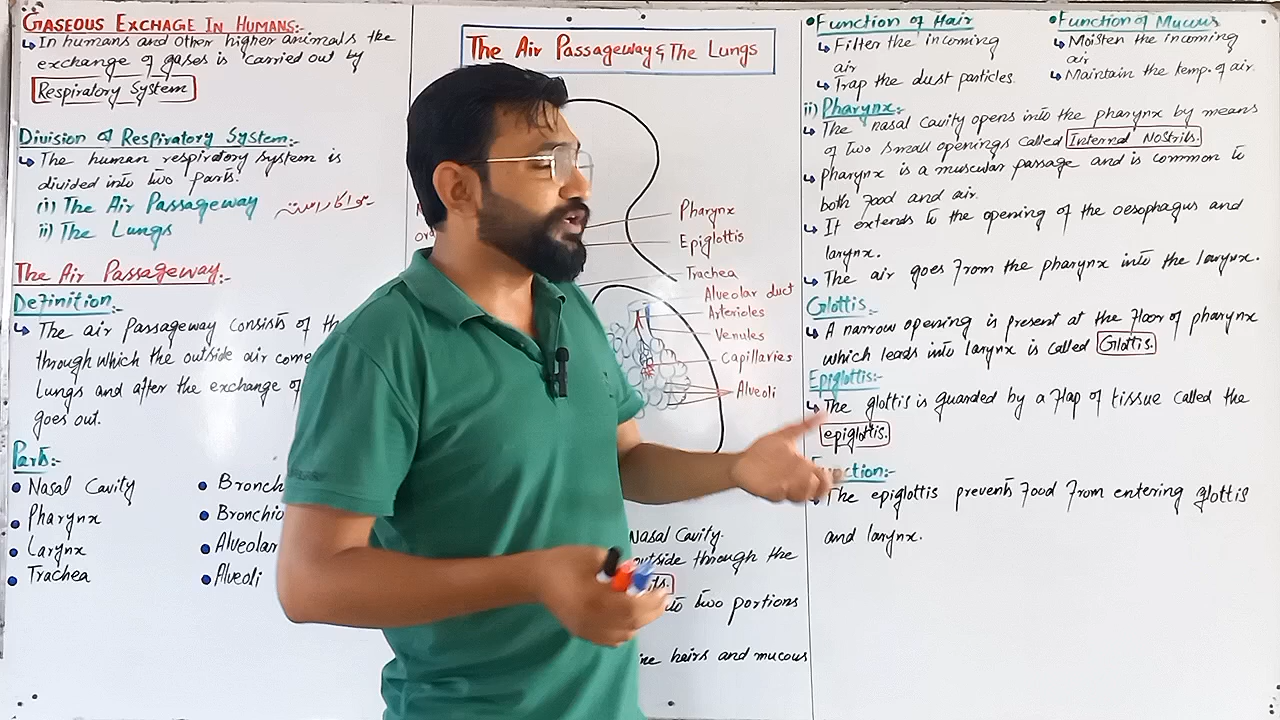 GASEOUS EXCHAGE IN HUMANS:-
↳ In humans and other higher animals the
exchange of gases is carried out by
Respiratory System
Division of Respiratory System:-
↳ The human respiratory system is
divided into two parts.
(i) The Air Passageway
ii) The Lungs
The Air Passageway:-
Definition:-
↳ The air passageway consists of
through which the outside air come
Lungs and after the exchange of
goes out.
Parts:-
• Nasal Cavity
• Pharynx
• Larynx
• Trachea
• Bronch
• Bronchio
• Alveolar
• Alveoli
The Air Passageway & The Lungs
Pharynx
Epiglottis
Trachea
Alveolar duct
Arterioles
Venules
Capillaries
Alveoli
Nasal Cavity.
outside through the
into two portions
hairs and mucous
• Function of Hair
↳ Filter the incoming
air
↳ Trap the dust particles.
• Function of Mucus
↳ Moisten the incoming
air
↳ Maintain the temp. of air.
ii) Pharynx:-
↳ The nasal cavity opens into the pharynx by means
of two small openings called Internal Nostrils.
↳ pharynx is a muscular passage and is common to
both food and air.
↳ It extends to the opening of the oesophagus and
larynx.
↳ The air goes from the pharynx into the larynx.
Glottis:-
↳ A narrow opening is present at the floor of pharynx
which leads into larynx is called Glottis.
Epiglottis:-
↳ The glottis is guarded by a flap of tissue called the
epiglottis.
Function:-
The epiglottis prevents food from entering glottis
and larynx.